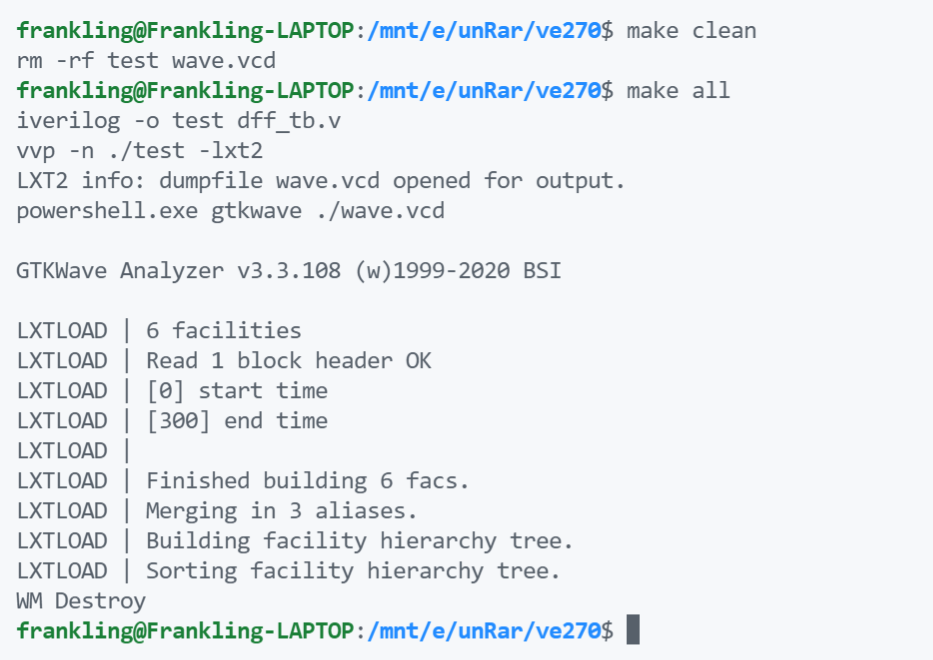 frankling@Frankling-LAPTOP:/mnt/e/unRar/ve270$ make clean
rm -rf test wave.vcd
frankling@Frankling-LAPTOP:/mnt/e/unRar/ve270$ make all
iverilog -o test dff_tb.v
vvp -n ./test -lxt2
LXT2 info: dumpfile wave.vcd opened for output.
powershell.exe gtkwave ./wave.vcd

GTKWave Analyzer v3.3.108 (w)1999-2020 BSI

LXTLOAD | 6 facilities
LXTLOAD | Read 1 block header OK
LXTLOAD | [0] start time
LXTLOAD | [300] end time
LXTLOAD |
LXTLOAD | Finished building 6 facs.
LXTLOAD | Merging in 3 aliases.
LXTLOAD | Building facility hierarchy tree.
LXTLOAD | Sorting facility hierarchy tree.
WM Destroy
frankling@Frankling-LAPTOP:/mnt/e/unRar/ve270$